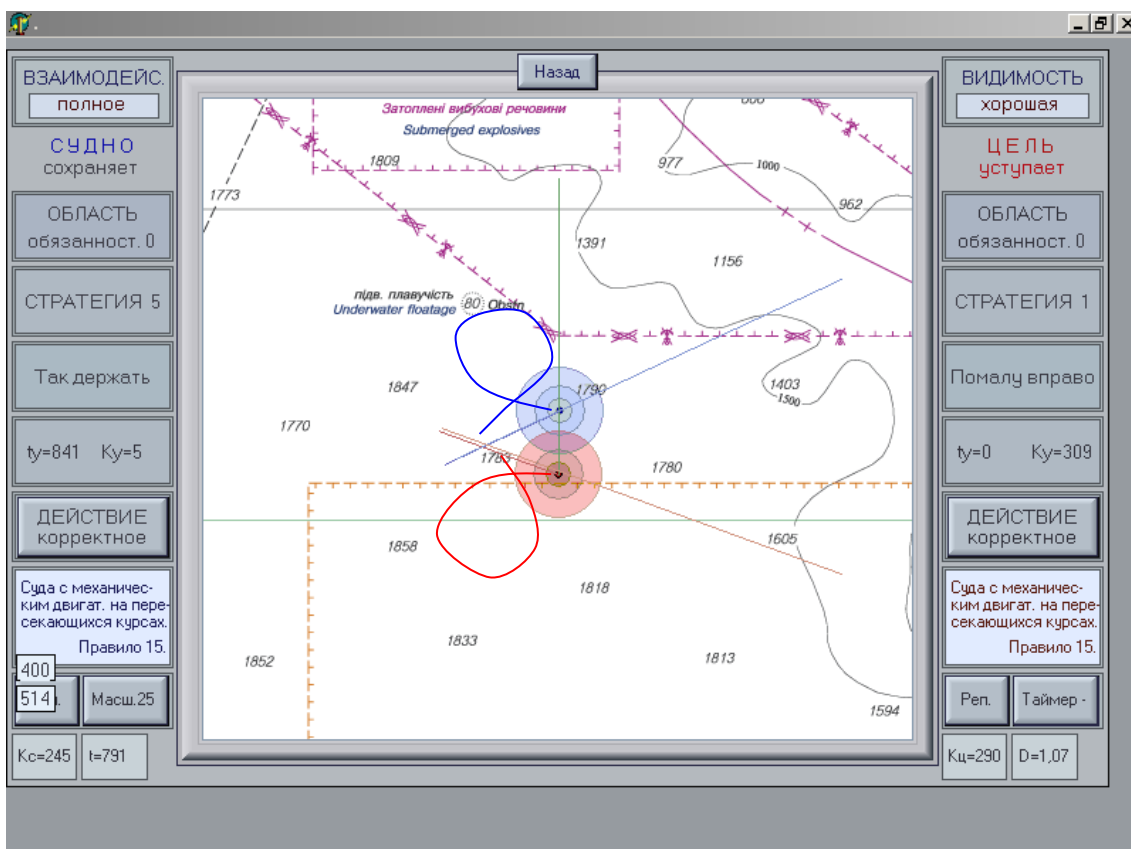 .
Назад
ВЗАИМОДЕЙС.
полное
СУДНО
сохраняет
ОБЛАСТЬ
обязанност. 0
СТРАТЕГИЯ 5
Так держать
ty=841 Ky=5
ДЕЙСТВИЕ
корректное
Суда с механичес-
ким двигат. на пере-
секающихся курсах.
Правило 15.
400
514
Масш.25
Кс=245
t=791
Затоплені вибухові речовини
Submerged explosives
1809
977
1000
1773
962
1391
1156
підв. плавучість
Underwater floatage
80
Obstn
1847
1790
1403
1500
1770
1783
1780
1858
1605
1818
1833
1852
1813
1594
ВИДИМОСТЬ
хорошая
ЦЕЛЬ
уступает
ОБЛАСТЬ
обязанност. 0
СТРАТЕГИЯ 1
Помалу вправо
ty=0 Ky=309
ДЕЙСТВИЕ
корректное
Суда с механичес-
ким двигат. на пере-
секающихся курсах.
Правило 15.
Реп.
Таймер -
Кц=290
D=1,07